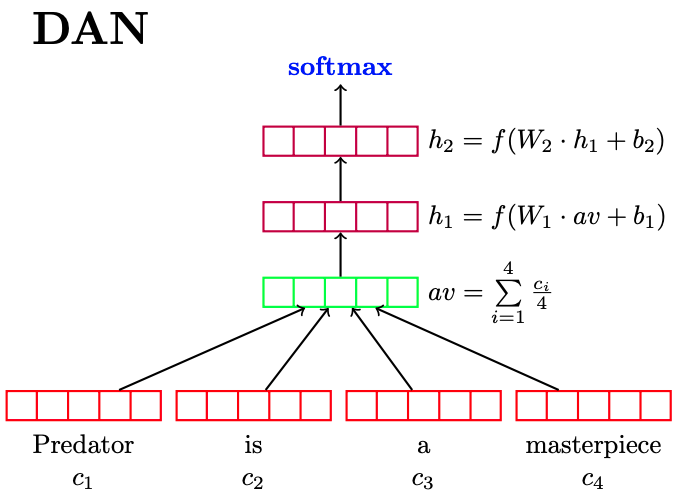 DAN
softmax
h₂ = f(W₂ · h₁ + b₂)
h₁ = f(W₁ · av + b₁)
av = ∑_{i=1}^{4} cᵢ/4
Predator is a masterpiece
c₁ c₂ c₃ c₄